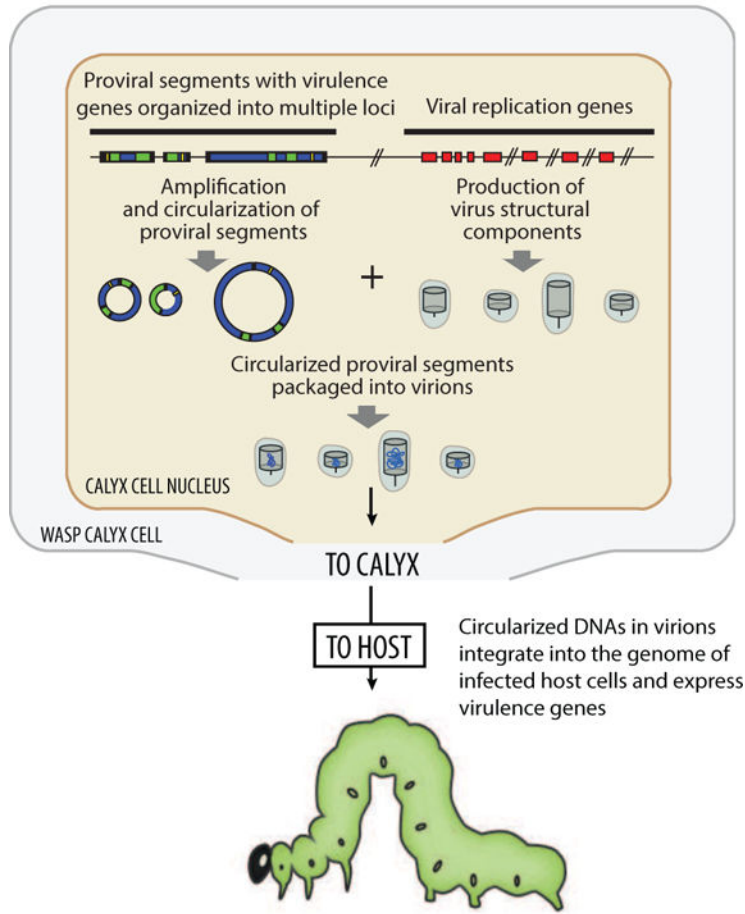 Proviral segments with virulence
genes organized into multiple loci
Viral replication genes
Amplification
and circularization of
proviral segments
Production of
virus structural
components
+
Circularized proviral segments
packaged into virions
CALYX CELL NUCLEUS
WASP CALYX CELL
TO CALYX
TO HOST
Circularized DNAs in virions
integrate into the genome of
infected host cells and express
virulence genes